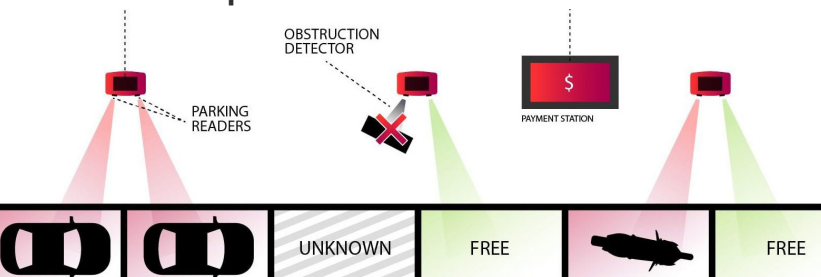 OBSTRUCTION
DETECTOR
$
PARKING
READERS
PAYMENT STATION
UNKNOWN
FREE
FREE